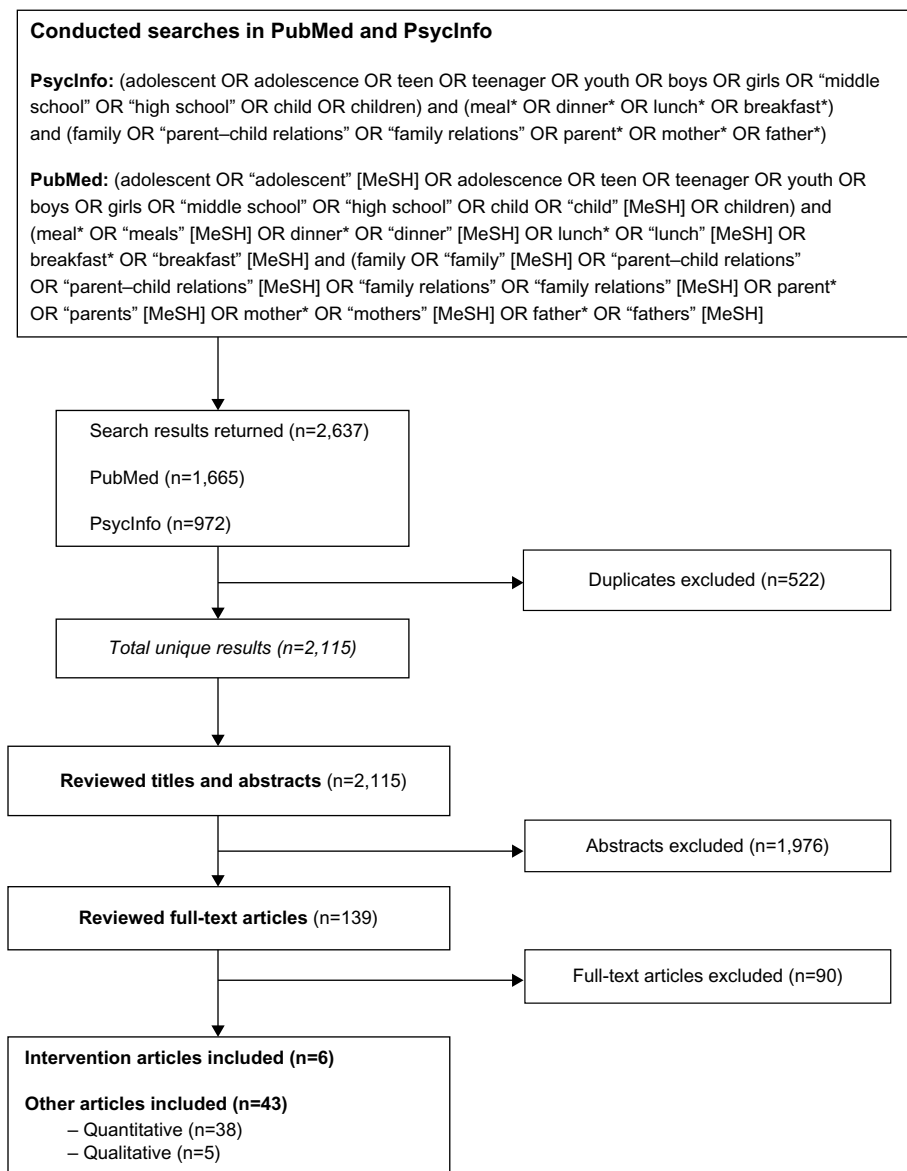 Conducted searches in PubMed and PsycInfo
PsycInfo: (adolescent OR adolescence OR teen OR teenager OR youth OR boys OR girls OR “middle
school” OR “high school” OR child OR children) and (meal* OR dinner* OR lunch* OR breakfast*)
and (family OR “parent–child relations” OR “family relations” OR parent* OR mother* OR father*)
PubMed: (adolescent OR “adolescent” [MeSH] OR adolescence OR teen OR teenager OR youth OR
boys OR girls OR “middle school” OR “high school” OR child OR “child” [MeSH] OR children) and
(meal* OR “meals” [MeSH] OR dinner* OR “dinner” [MeSH] OR lunch* OR “lunch” [MeSH] OR
breakfast* OR “breakfast” [MeSH] and (family OR “family” [MeSH] OR “parent–child relations”
OR “parent–child relations” [MeSH] OR “family relations” OR “family relations” [MeSH] OR parent*
OR “parents” [MeSH] OR mother* OR “mothers” [MeSH] OR father* OR “fathers” [MeSH]
Search results returned (n=2,637)
PubMed (n=1,665)
PsycInfo (n=972)
Duplicates excluded (n=522)
Total unique results (n=2,115)
Reviewed titles and abstracts (n=2,115)
Abstracts excluded (n=1,976)
Reviewed full-text articles (n=139)
Full-text articles excluded (n=90)
Intervention articles included (n=6)
Other articles included (n=43)
– Quantitative (n=38)
– Qualitative (n=5)